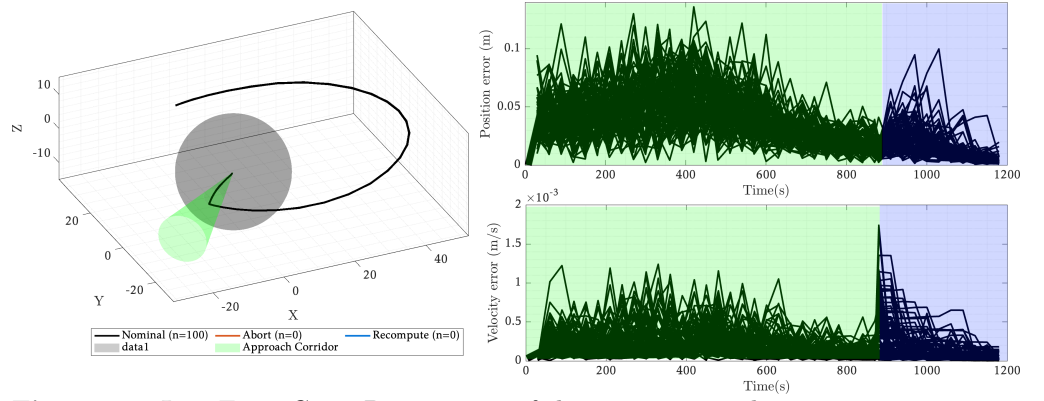 10
0
-10
Z
20
0
-20
Y
-20
0
20
40
X
Nominal (n=100)
Abort (n=0)
Recompute (n=0)
data1
Approach Corridor
Position error (m)
0.1
0.05
0
0
200
400
600
800
1000
1200
Time(s)
×10⁻³
Velocity error (m/s)
2
1.5
1
0.5
0
0
200
400
600
800
1000
1200
Time(s)